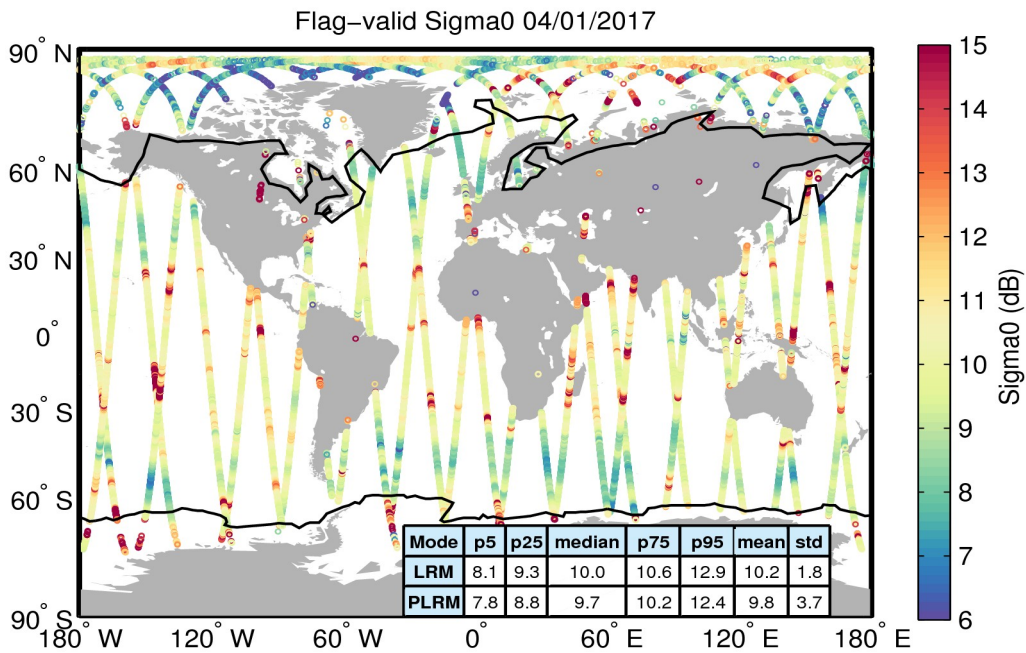 Flag-valid Sigma0 04/01/2017
90° N
60° N
30° N
0°
30° S
60° S
90° S
180° W
120° W
60° W
0°
60° E
120° E
180° E
15
14
13
12
11
10
9
8
7
6
Sigma0 (dB)
Mode p5 p25 median p75 p95 mean std
LRM 8.1 9.3 10.0 10.6 12.9 10.2 1.8
PLRM 7.8 8.8 9.7 10.2 12.4 9.8 3.7